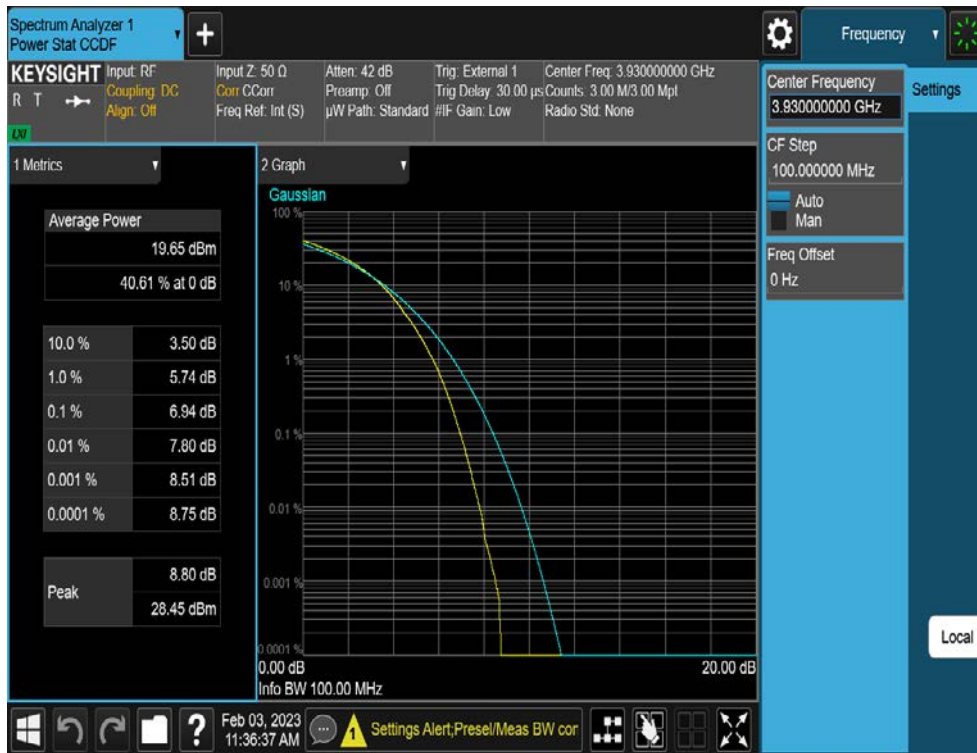 Spectrum Analyzer 1
Power Stat CCDF
+
Frequency
KEYSIGHT
R T
LXI
Input: RF
Coupling: DC
Align: Off
Input Z: 50 Ω
Corr CCorr
Freq Ref: Int (S)
Atten: 42 dB
Preamp: Off
µW Path: Standard
Trig: External 1
Trig Delay: 30.00 µs
#IF Gain: Low
Center Freq: 3.930000000 GHz
Counts: 3.00 M/3.00 Mpt
Radio Std: None
Center Frequency
3.930000000 GHz
Settings
CF Step
100.000000 MHz
Auto
Man
Freq Offset
0 Hz
Local
1 Metrics
Average Power
19.65 dBm
40.61 % at 0 dB
10.0 % 3.50 dB
1.0 % 5.74 dB
0.1 % 6.94 dB
0.01 % 7.80 dB
0.001 % 8.51 dB
0.0001 % 8.75 dB
Peak
8.80 dB
28.45 dBm
2 Graph
Gaussian
100 %
10 %
1 %
0.1 %
0.01 %
0.001 %
0.0001 %
0.00 dB 20.00 dB
Info BW 100.00 MHz
?
Feb 03, 2023
11:36:37 AM
1
Settings Alert;Presel/Meas BW cor